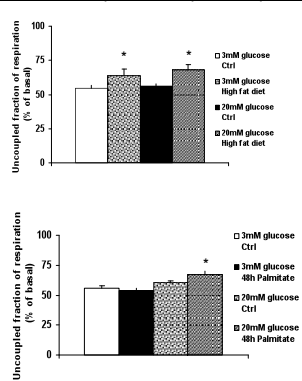 Uncoupled fraction of respiration
(% of basal)
100
75
50
25
0
*
*
3mM glucose
Ctrl
3mM glucose
High fat diet
20mM glucose
Ctrl
20mM glucose
High fat diet
Uncoupled fraction of respiration
(% of basal)
100
75
50
25
0
*
3mM glucose
Ctrl
3mM glucose
48h Palmitate
20mM glucose
Ctrl
20mM glucose
48h Palmitate